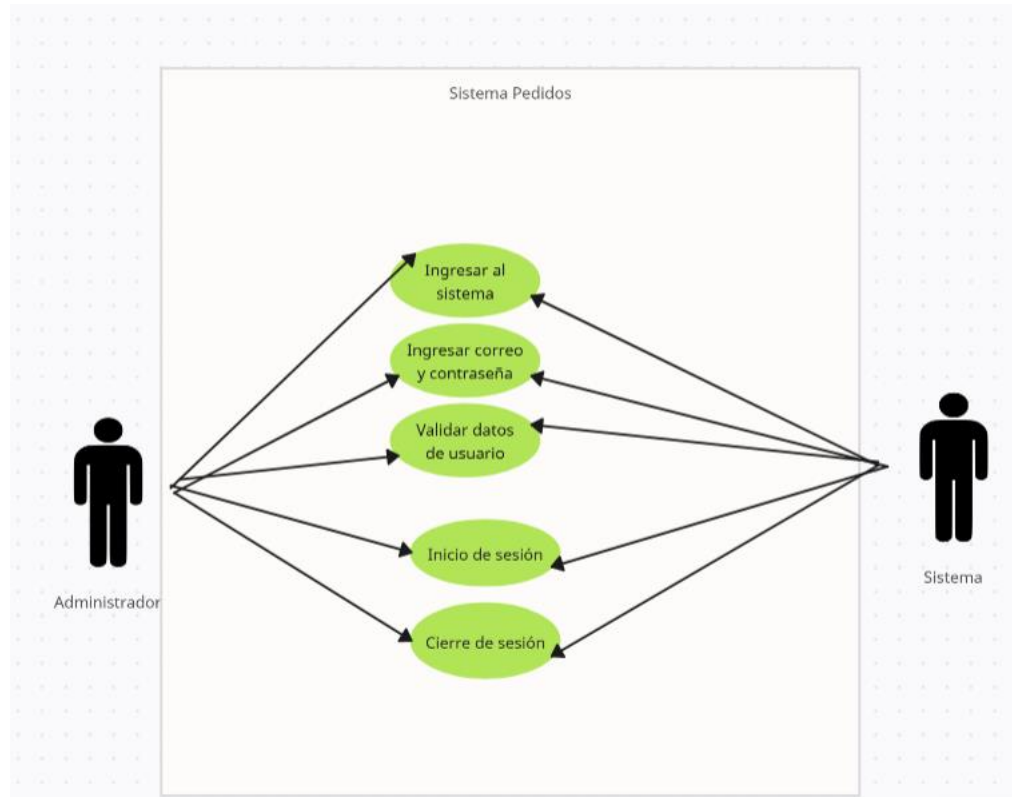 Sistema Pedidos
Ingresar al
sistema
Ingresar correo
y contraseña
Validar datos
de usuario
Inicio de sesión
Cierre de sesión
Administrador
Sistema